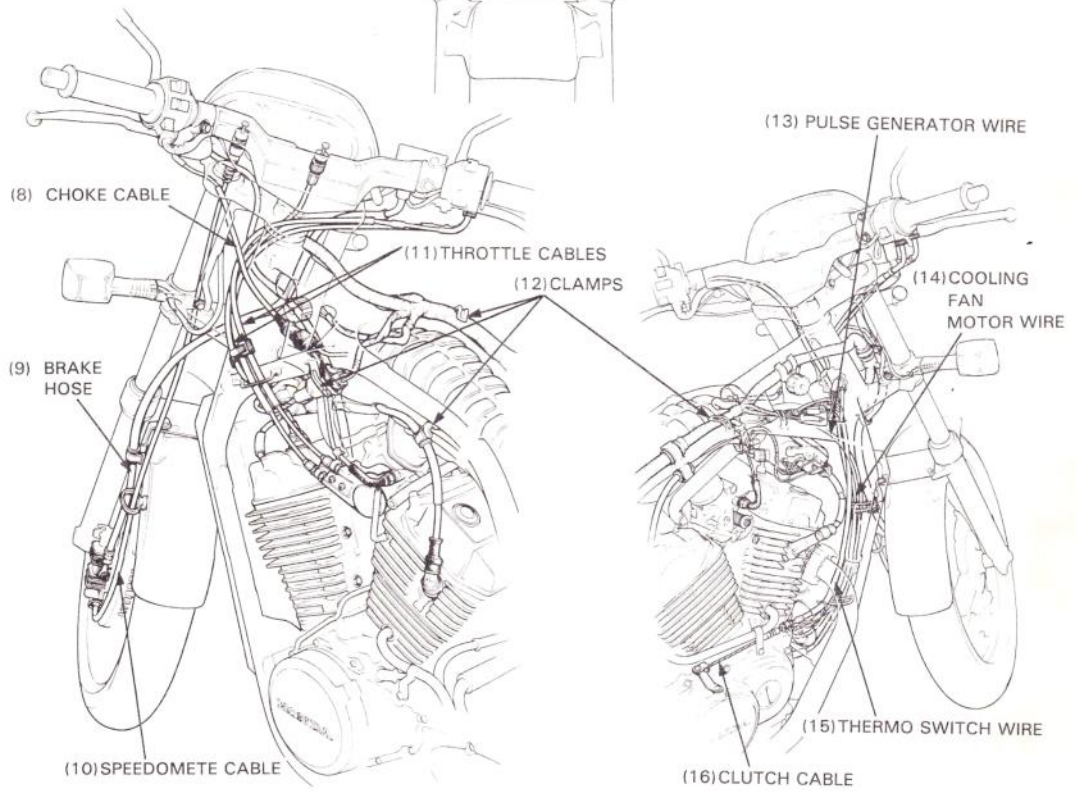 (13) PULSE GENERATOR WIRE
(8) CHOKE CABLE
(11) THROTTLE CABLES
(12) CLAMPS
(14) COOLING
FAN
MOTOR WIRE
(9) BRAKE
HOSE
(15) THERMO SWITCH WIRE
(10) SPEEDOMETE CABLE
(16) CLUTCH CABLE